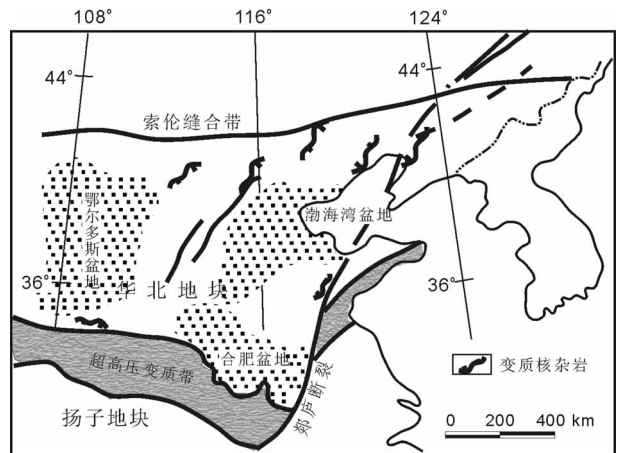 108°
116°
124°
44°
44°
索伦缝合带
鄂尔多斯盆地
渤海湾盆地
36°
36°
华北地块
合肥盆地
超高压变质带
郯庐断裂
变质核杂岩
扬子地块
0 200 400 km